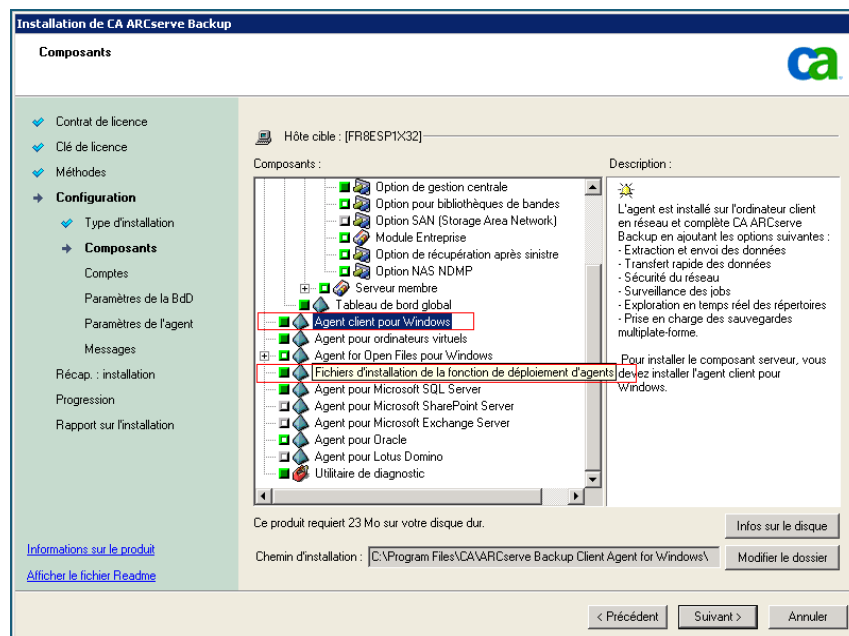 Installation de CA ARCserve Backup
Composants
ca
Contrat de licence
Clé de licence
Méthodes
Configuration
Type d'installation
Composants
Comptes
Paramètres de la BdD
Paramètres de l'agent
Messages
Récap. : installation
Progression
Rapport sur l'installation
Informations sur le produit
Afficher le fichier Readme
Hôte cible : [FR8ESP1X32]
Composants :
Option de gestion centrale
Option pour bibliothèques de bandes
Option SAN (Storage Area Network)
Module Entreprise
Option de récupération après sinistre
Option NAS NDMP
Serveur membre
Tableau de bord global
Agent client pour Windows
Agent pour ordinateurs virtuels
Agent for Open Files pour Windows
Fichiers d'installation de la fonction de déploiement d'agents
Agent pour Microsoft SQL Server
Agent pour Microsoft SharePoint Server
Agent pour Microsoft Exchange Server
Agent pour Oracle
Agent pour Lotus Domino
Utilitaire de diagnostic
Description :
L'agent est installé sur l'ordinateur client
en réseau et complète CA ARCserve
Backup en ajoutant les options suivantes :
- Extraction et envoi des données
- Transfert rapide des données
- Sécurité du réseau
- Surveillance des jobs
- Exploration en temps réel des répertoires
- Prise en charge des sauvegardes
multiplate-forme.
Pour installer le composant serveur, vous
devez installer l'agent client pour
Windows.
Ce produit requiert 23 Mo sur votre disque dur.
Infos sur le disque
Chemin d'installation : C:\Program Files\CA\ARCserve Backup Client Agent for Windows\
Modifier le dossier
< Précédent
Suivant >
Annuler